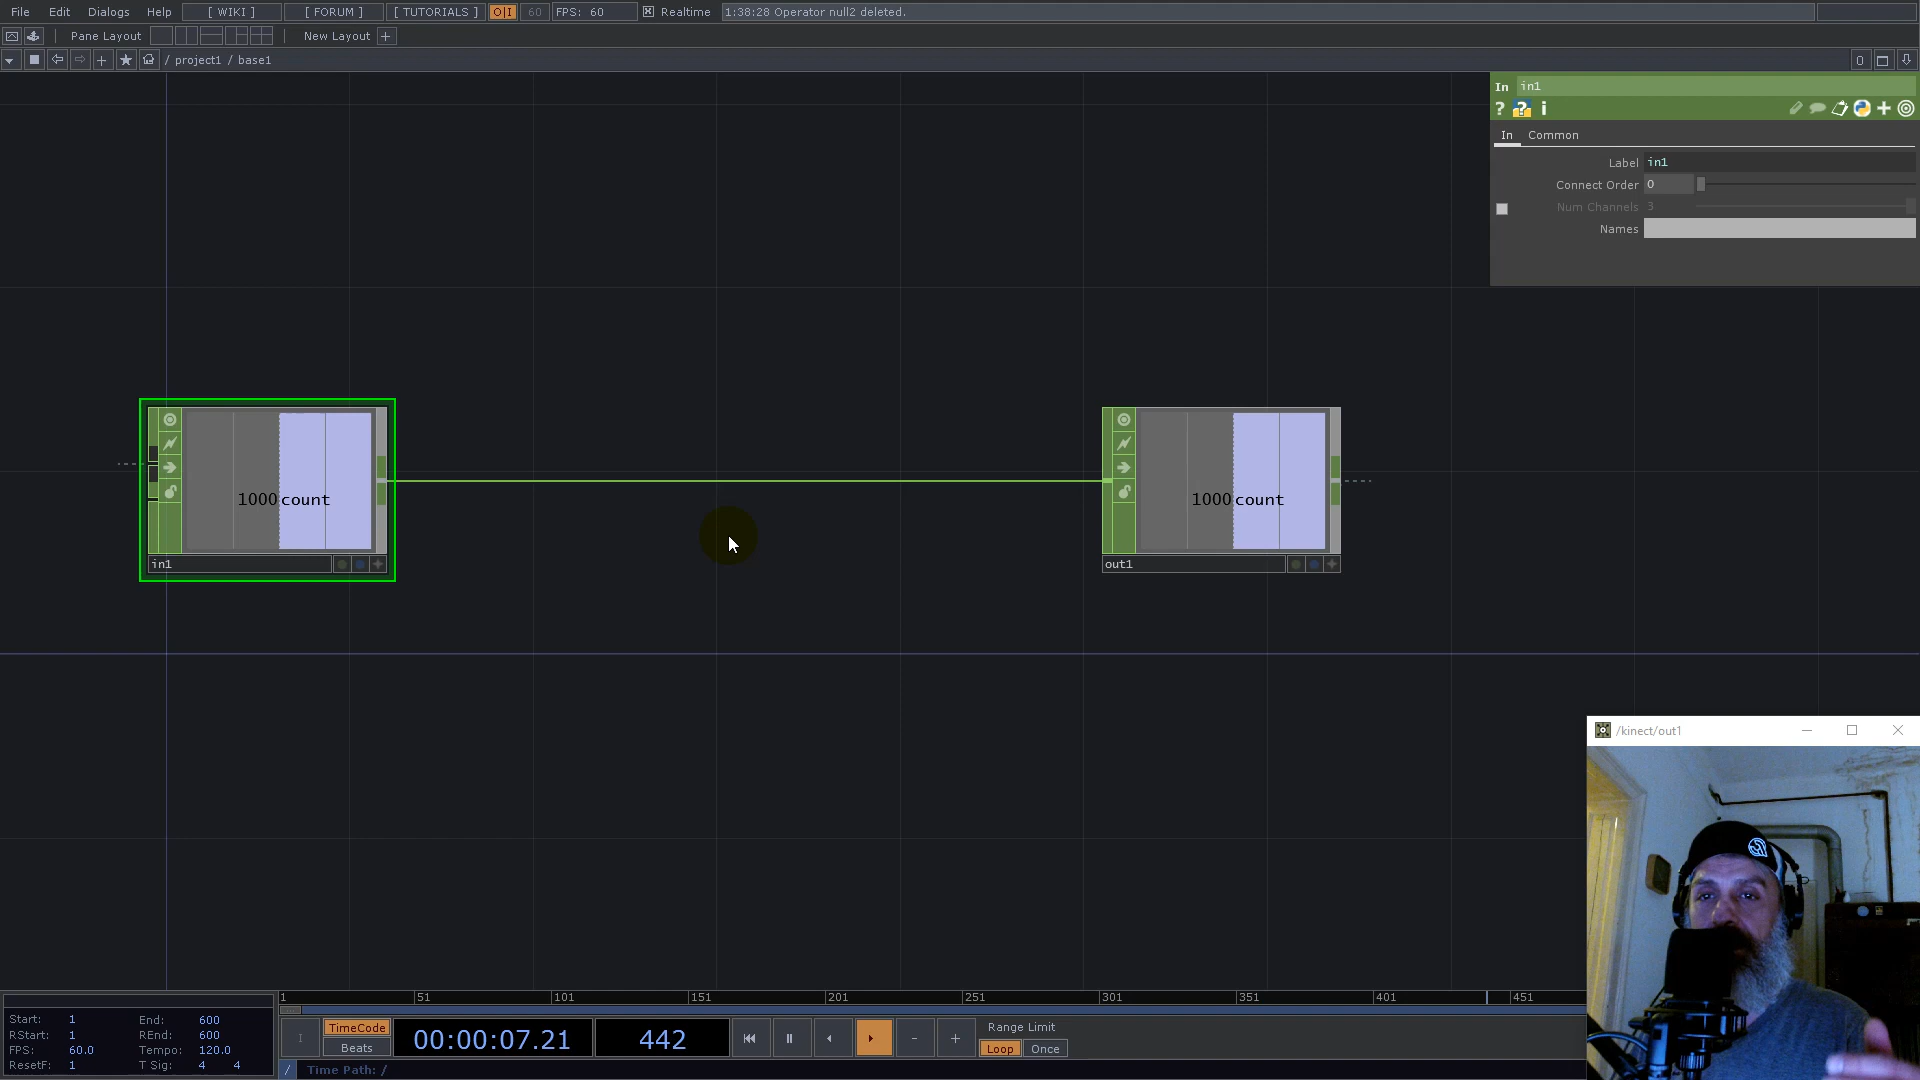 File Edit Dialogs Help [ WIKI ] [ FORUM ] [ TUTORIALS ] O|I 60 FPS: 60 Realtime 1:38:28 Operator null2 deleted.
Pane Layout New Layout +
/ project1 / base1
0
In in1
? ? i
In Common
Label in1
Connect Order 0
Num Channels 3
Names
1000 count
in1
1000 count
out1
/kinect/out1
1 51 101 151 201 251 301 351 401 451
Start: 1 End: 600
RStart: 1 REnd: 600
FPS: 60.0 Tempo: 120.0
ResetF: 1 T Sig: 4 4
TimeCode
Beats
00:00:07.21
442
- +
Range Limit
Loop Once
/ Time Path: /